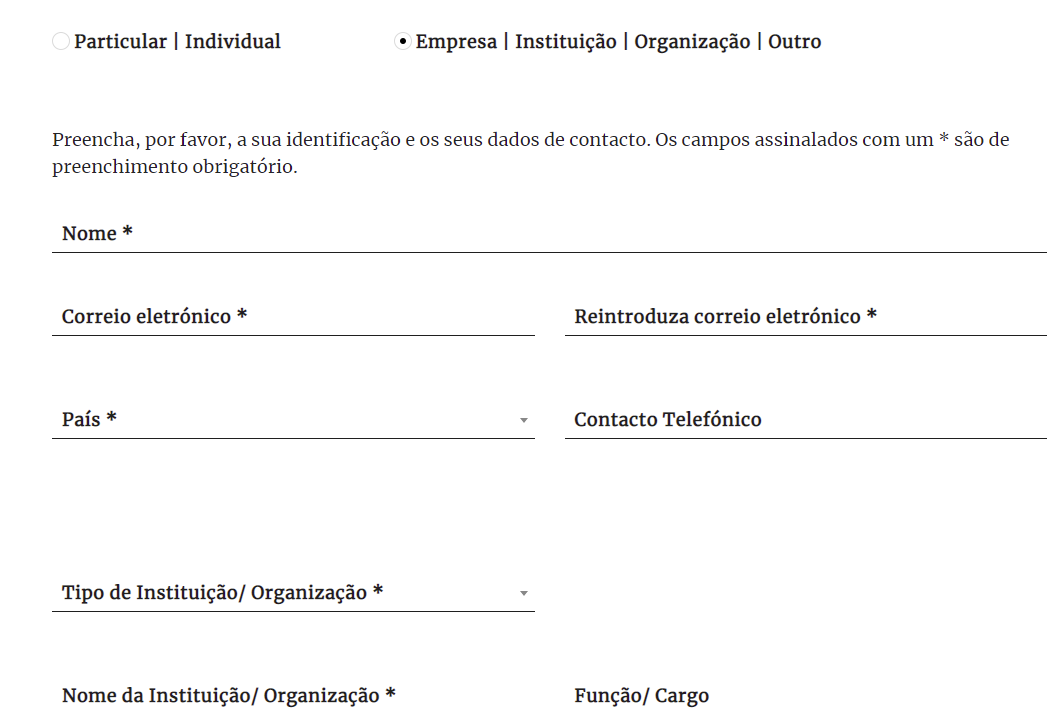 Particular | Individual
Empresa | Instituição | Organização | Outro
Preencha, por favor, a sua identificação e os seus dados de contacto. Os campos assinalados com um * são de
preenchimento obrigatório.
Nome *
Correio eletrónico *
Reintroduza correio eletrónico *
País *
Contacto Telefónico
Tipo de Instituição/ Organização *
Nome da Instituição/ Organização *
Função/ Cargo